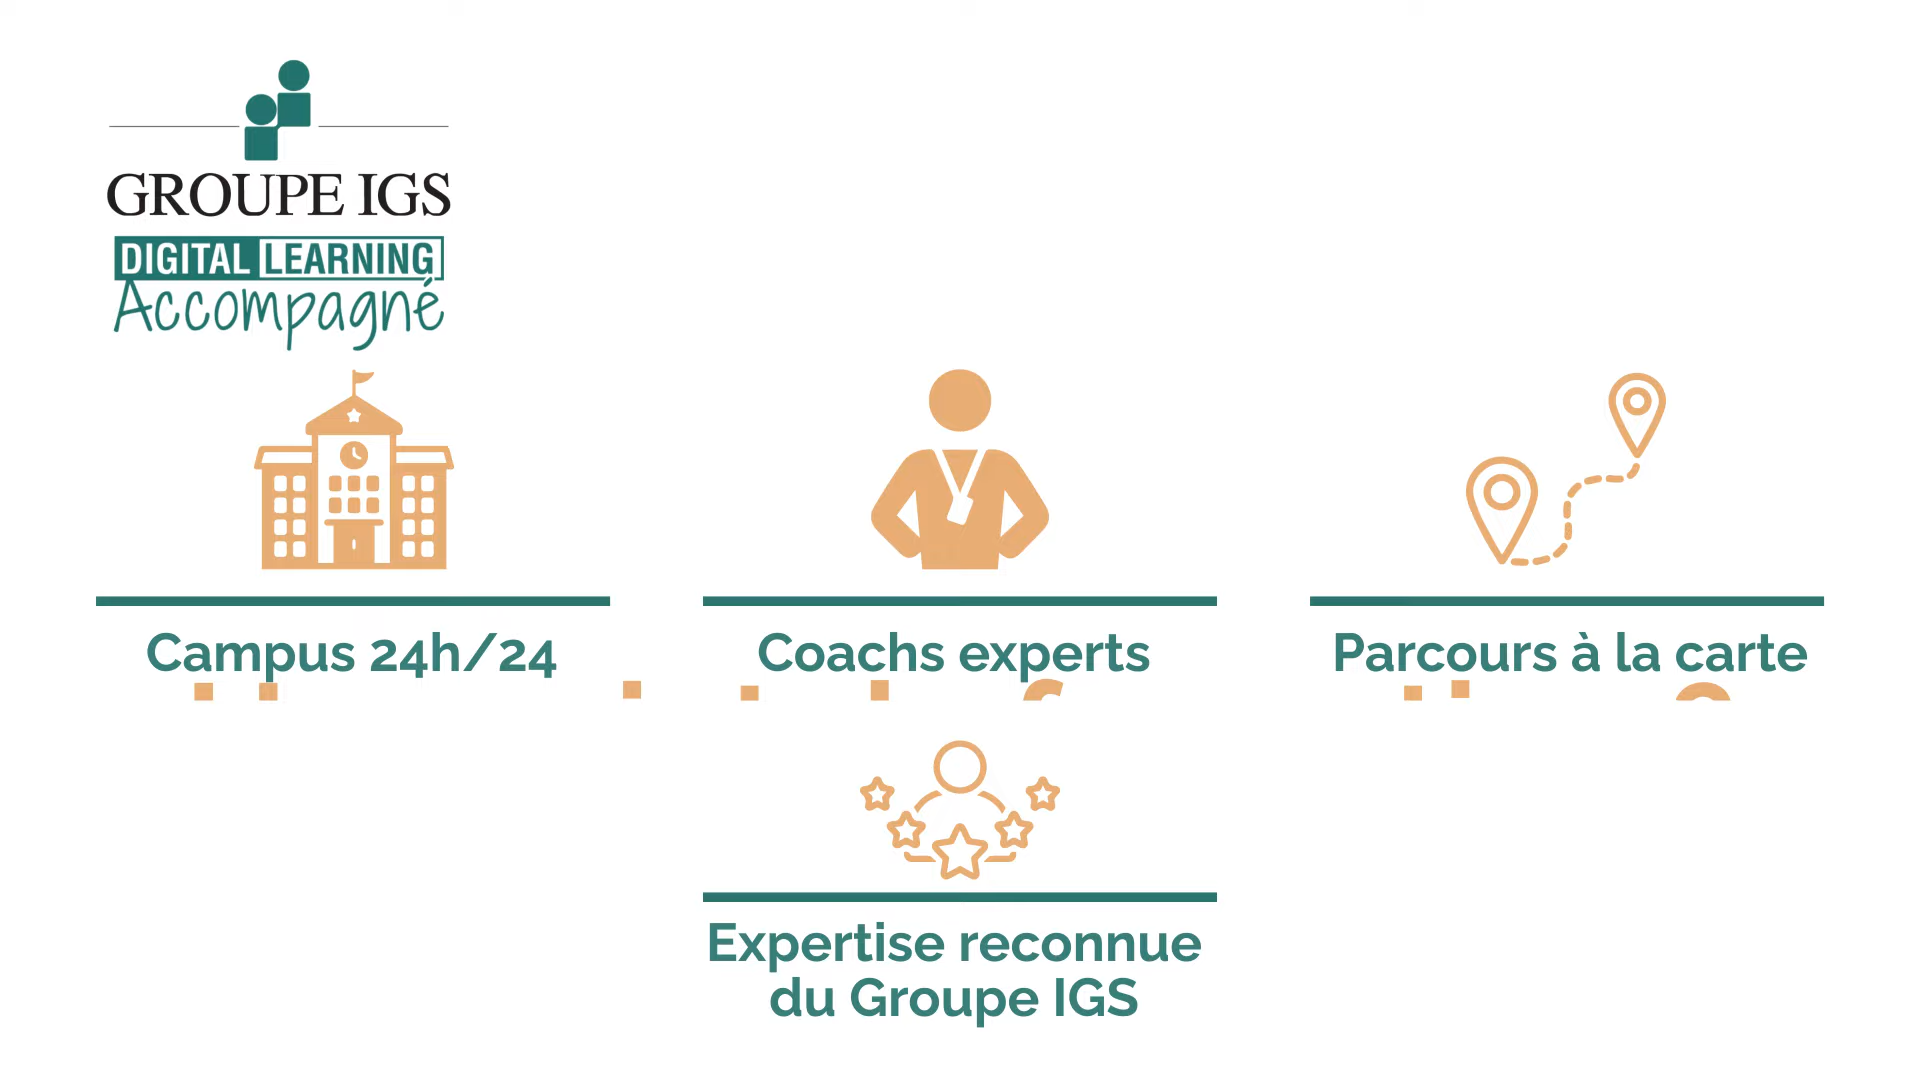 GROUPE IGS
DIGITAL LEARNING
Accompagné
Campus 24h/24
Coachs experts
Parcours à la carte
Expertise reconnue
du Groupe IGS